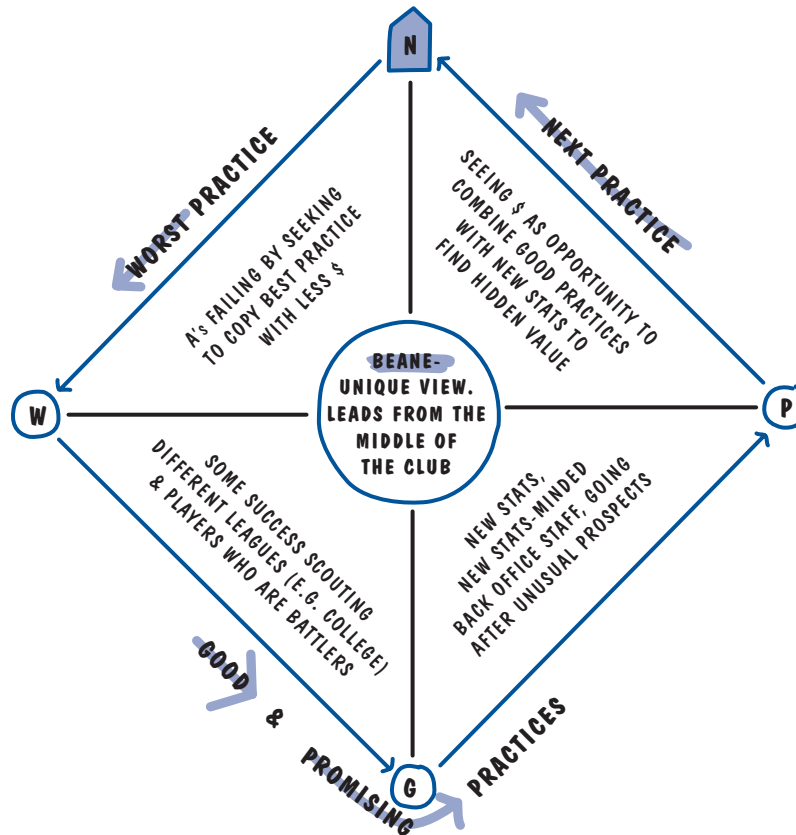 N
WORST PRACTICE
NEXT PRACTICE
A's FAILING BY SEEKING
TO COPY BEST PRACTICE
WITH LESS $
SEEING $ AS OPPORTUNITY TO
COMBINE GOOD PRACTICES
WITH NEW STATS TO
FIND HIDDEN VALUE
W
BEANE-
UNIQUE VIEW.
LEADS FROM THE
MIDDLE OF
THE CLUB
P
SOME SUCCESS SCOUTING
DIFFERENT LEAGUES (E.G. COLLEGE)
& PLAYERS WHO ARE BATTLERS
NEW STATS,
NEW STATS-MINDED
BACK OFFICE STAFF, GOING
AFTER UNUSUAL PROSPECTS
GOOD
&
PROMISING
PRACTICES
G